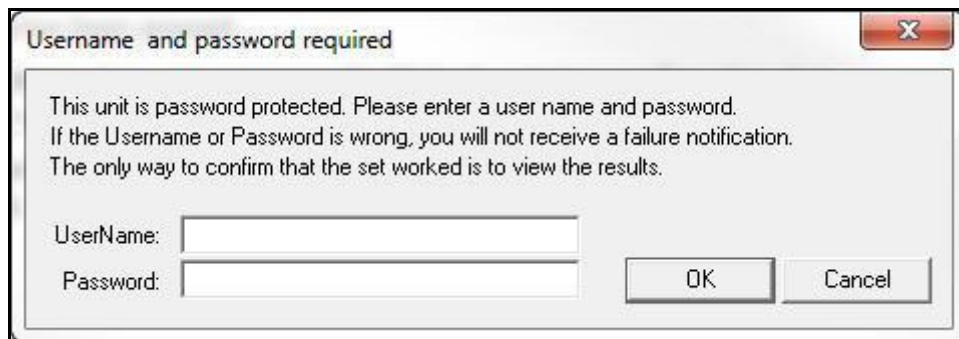 Username and password required
This unit is password protected. Please enter a user name and password.
If the Username or Password is wrong, you will not receive a failure notification.
The only way to confirm that the set worked is to view the results.
UserName:
Password:
OK
Cancel